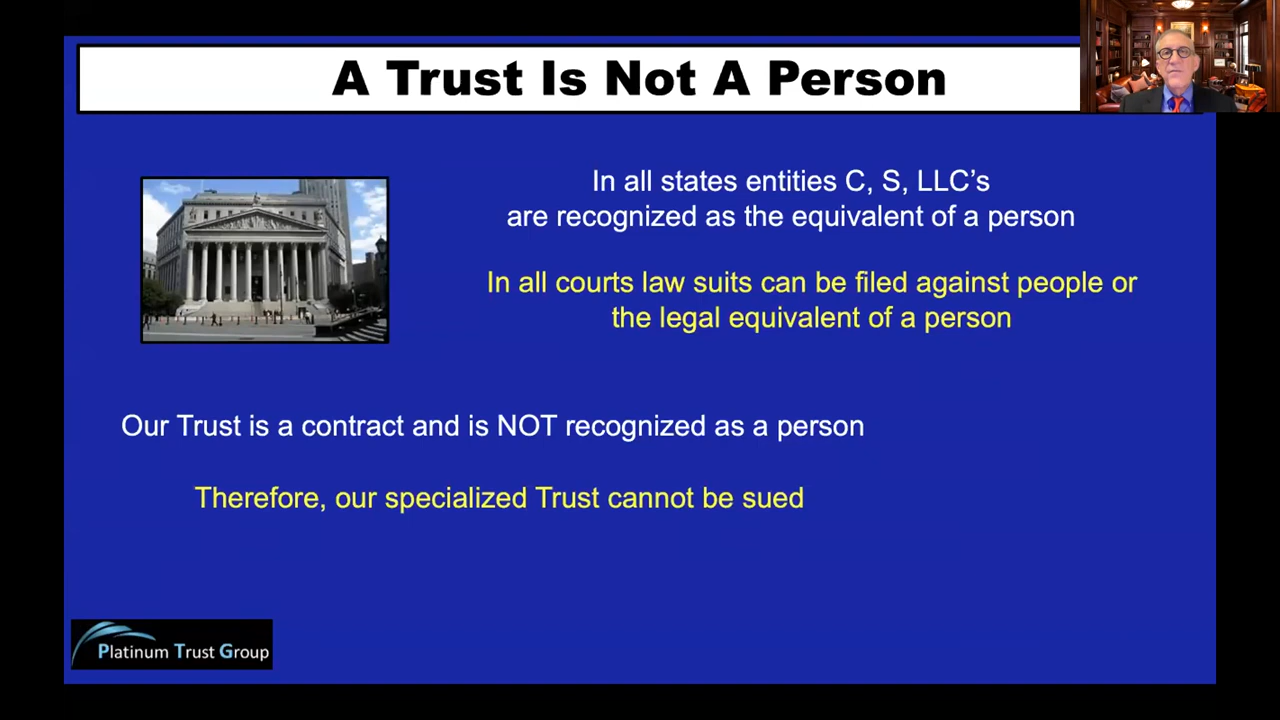 A Trust Is Not A Person
In all states entities C, S, LLC’s
are recognized as the equivalent of a person
In all courts law suits can be filed against people or
the legal equivalent of a person
Our Trust is a contract and is NOT recognized as a person
Therefore, our specialized Trust cannot be sued
Platinum Trust Group